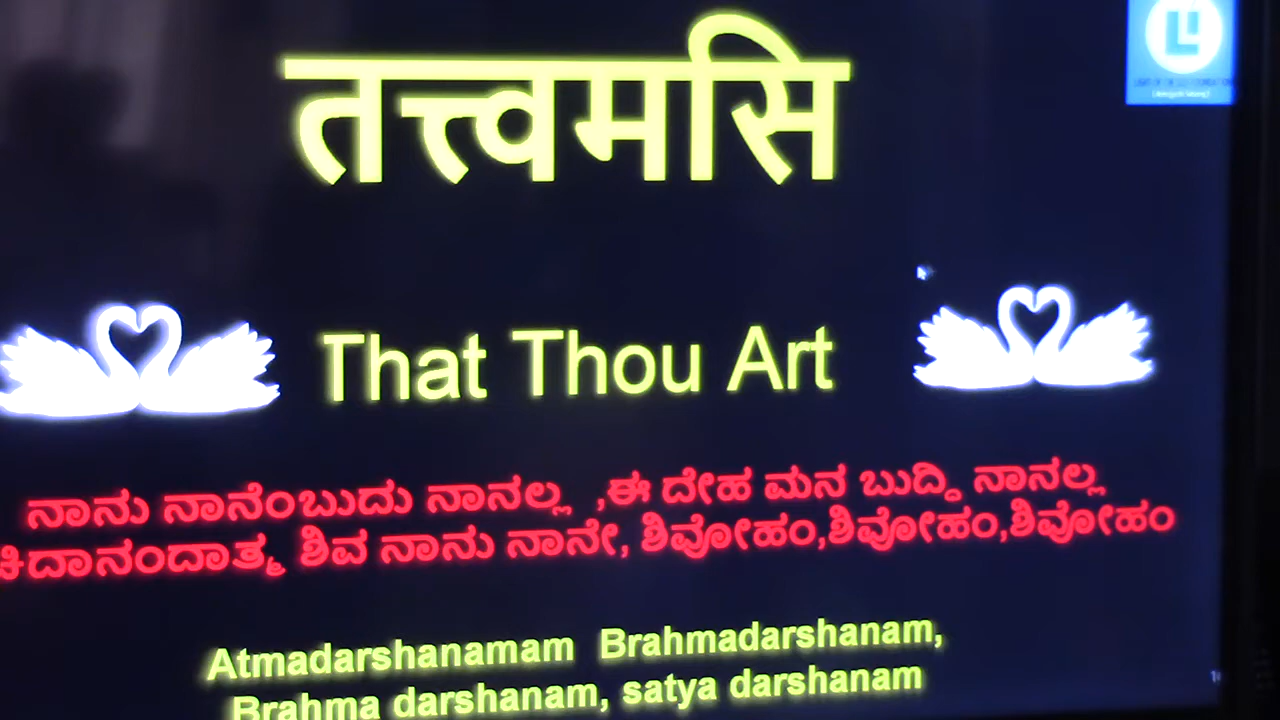 तत्त्वमसि
That Thou Art
ನಾನು ನಾನೆಂಬುದು ನಾನಲ್ಲ ,ಈ ದೇಹ ಮನ ಬುದ್ದಿ ನಾನಲ್ಲ
ಚಿದಾನಂದಾತ್ಮ ಶಿವ ನಾನು ನಾನೇ, ಶಿವೋಹಂ,ಶಿವೋಹಂ,ಶಿವೋಹಂ
Atmadarshanamam Brahmadarshanam,
Brahma darshanam, satya darshanam